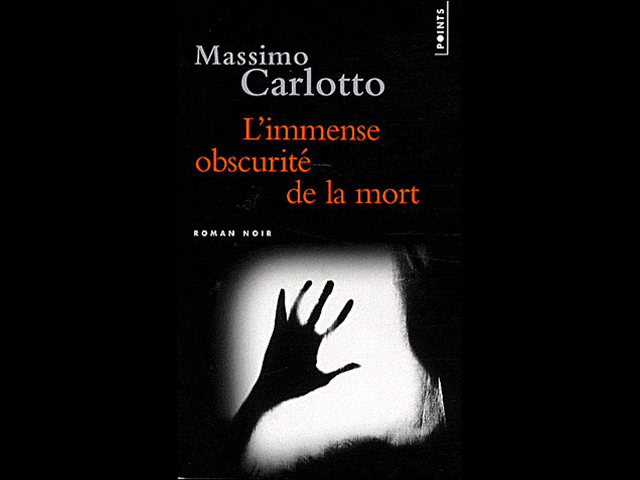 POINTS
Massimo
Carlotto
L'immense
obscurité
de la mort
ROMAN NOIR